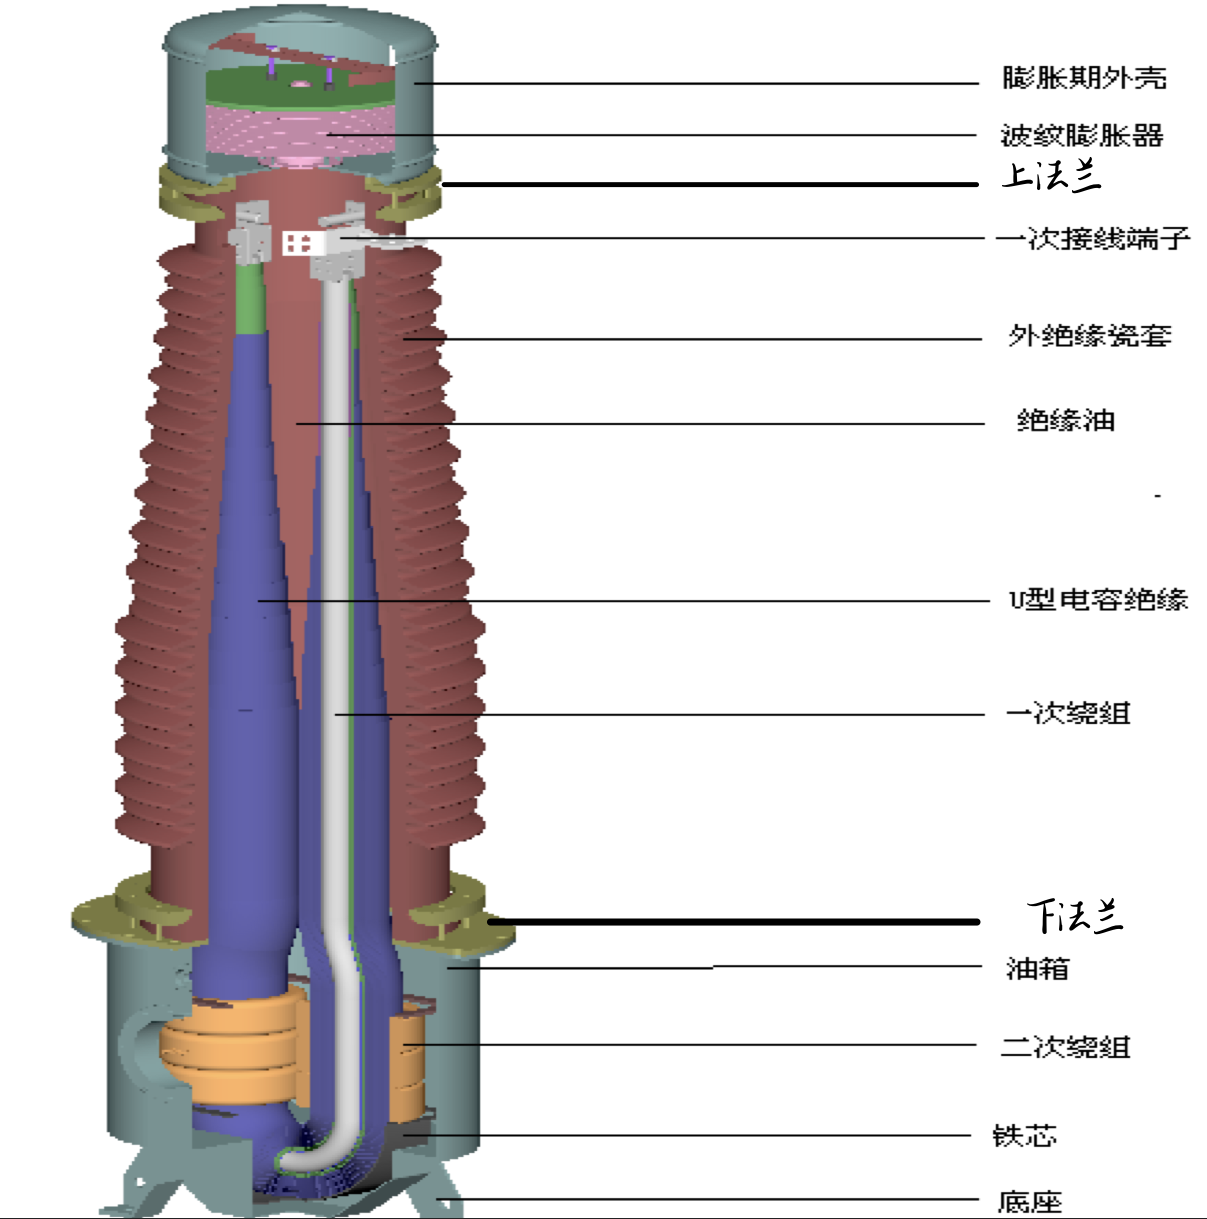 膨胀期外壳
波纹膨胀器
上法兰
一次接线端子
外绝缘瓷套
绝缘油
U型电容绝缘
一次绕组
下法兰
油箱
二次绕组
铁芯
底座